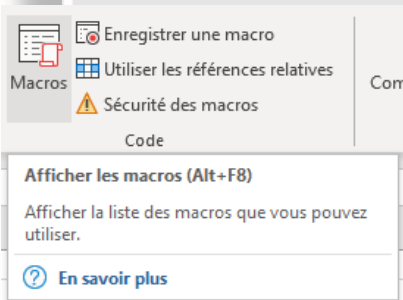 Enregistrer une macro
Utiliser les références relatives
Macros
Sécurité des macros
Com
Code
Afficher les macros (Alt+F8)
Afficher la liste des macros que vous pouvez
utiliser.
En savoir plus